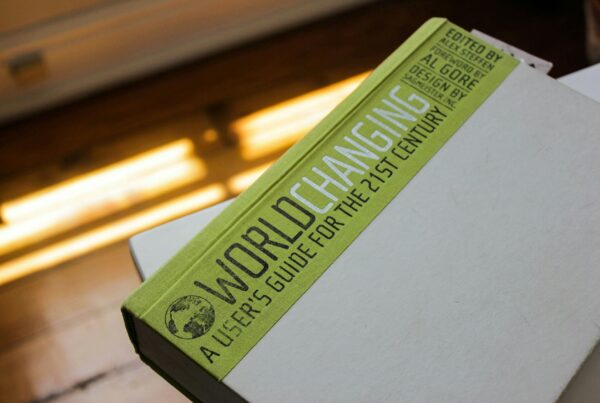 WORLDCHANGING
A USER'S GUIDE FOR THE 21ST CENTURY
EDITED BY
ALEX STEFFEN
FOREWORD BY
AL GORE
DESIGN BY
SAGMEISTER INC.